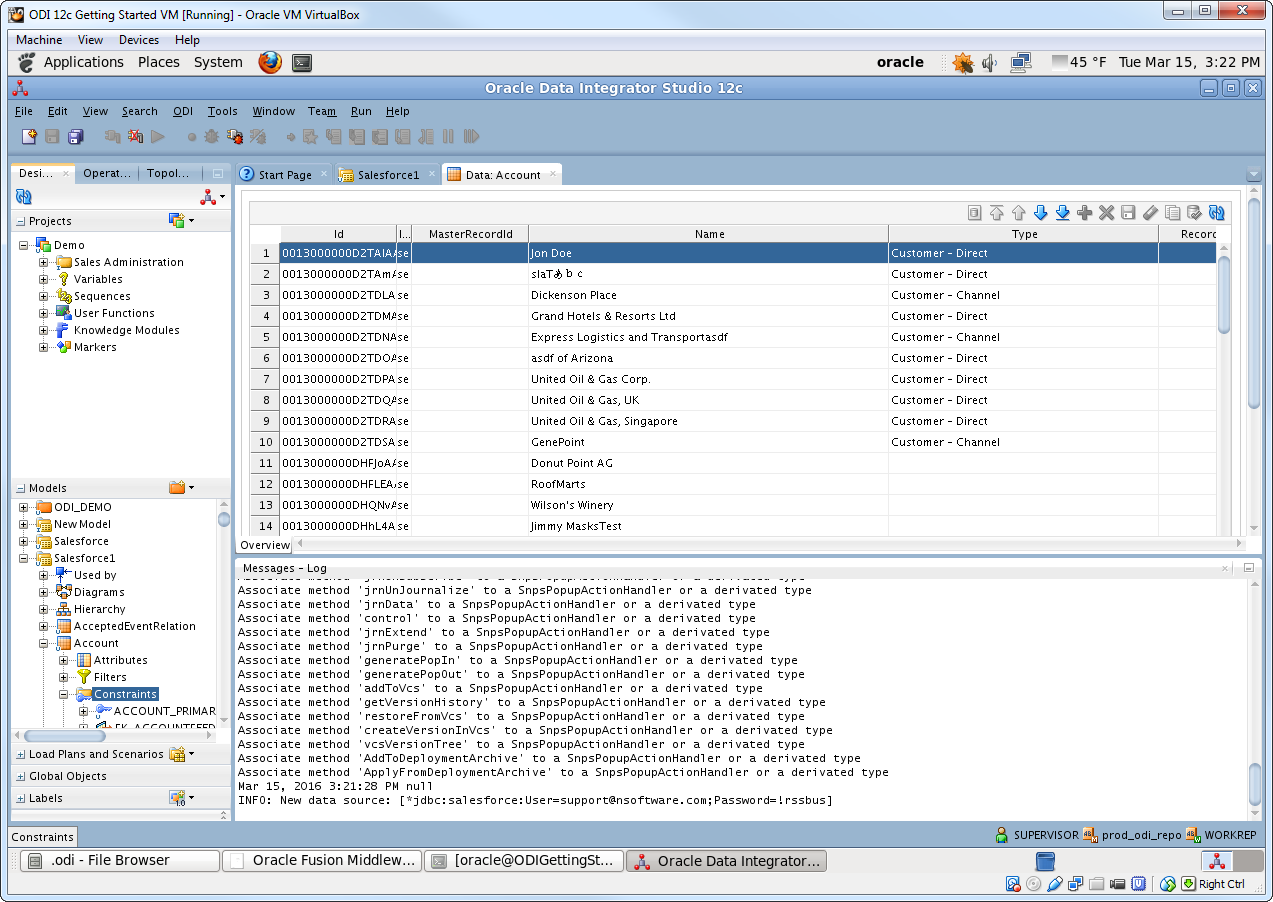 ODI 12c Getting Started VM [Running] - Oracle VM VirtualBox
Machine View Devices Help
Applications Places System oracle 45 °F Tue Mar 15, 3:22 PM
Oracle Data Integrator Studio 12c
File Edit View Search ODI Tools Window Team Run Help
Desi... Operat... Topol...
Projects
Demo
Sales Administration
Variables
Sequences
User Functions
Knowledge Modules
Markers
Models
ODI_DEMO
New Model
Salesforce
Salesforce1
Used by
Diagrams
Hierarchy
AcceptedEventRelation
Account
Attributes
Filters
Constraints
ACCOUNT_PRIMAR
FK_ACCOUNTFEED
Load Plans and Scenarios
Global Objects
Labels
Constraints
Start Page Salesforce1 Data: Account
Id I... MasterRecordId Name Type Record
1 0013000000D2TAIA se Jon Doe Customer - Direct
2 0013000000D2TAmA se slaTあｂｃ Customer - Direct
3 0013000000D2TDLA se Dickenson Place Customer - Channel
4 0013000000D2TDMA se Grand Hotels & Resorts Ltd Customer - Direct
5 0013000000D2TDNA se Express Logistics and Transportasdf Customer - Channel
6 0013000000D2TDOA se asdf of Arizona Customer - Direct
7 0013000000D2TDPA se United Oil & Gas Corp. Customer - Direct
8 0013000000D2TDQA se United Oil & Gas, UK Customer - Direct
9 0013000000D2TDRA se United Oil & Gas, Singapore Customer - Direct
10 0013000000D2TDSA se GenePoint Customer - Channel
11 0013000000DHFJoA se Donut Point AG
12 0013000000DHFLEA se RoofMarts
13 0013000000DHQNvA se Wilson's Winery
14 0013000000DHhL4A se Jimmy MasksTest
Overview
Messages - Log
Associate method 'jrnUnJournalize' to a SnpsPopupActionHandler or a derivated type
Associate method 'jrnData' to a SnpsPopupActionHandler or a derivated type
Associate method 'control' to a SnpsPopupActionHandler or a derivated type
Associate method 'jrnExtend' to a SnpsPopupActionHandler or a derivated type
Associate method 'jrnPurge' to a SnpsPopupActionHandler or a derivated type
Associate method 'generatePopIn' to a SnpsPopupActionHandler or a derivated type
Associate method 'generatePopOut' to a SnpsPopupActionHandler or a derivated type
Associate method 'addToVcs' to a SnpsPopupActionHandler or a derivated type
Associate method 'getVersionHistory' to a SnpsPopupActionHandler or a derivated type
Associate method 'restoreFromVcs' to a SnpsPopupActionHandler or a derivated type
Associate method 'createVersionInVcs' to a SnpsPopupActionHandler or a derivated type
Associate method 'vcsVersionTree' to a SnpsPopupActionHandler or a derivated type
Associate method 'AddToDeploymentArchive' to a SnpsPopupActionHandler or a derivated type
Associate method 'ApplyFromDeploymentArchive' to a SnpsPopupActionHandler or a derivated type
Mar 15, 2016 3:21:28 PM null
INFO: New data source: [*jdbc:salesforce:User=support@nsoftware.com;Password=!rssbus]
SUPERVISOR prod_odi_repo WORKREP
.odi - File Browser Oracle Fusion Middlew... [oracle@ODIGettingSt... Oracle Data Integrator...
Right Ctrl